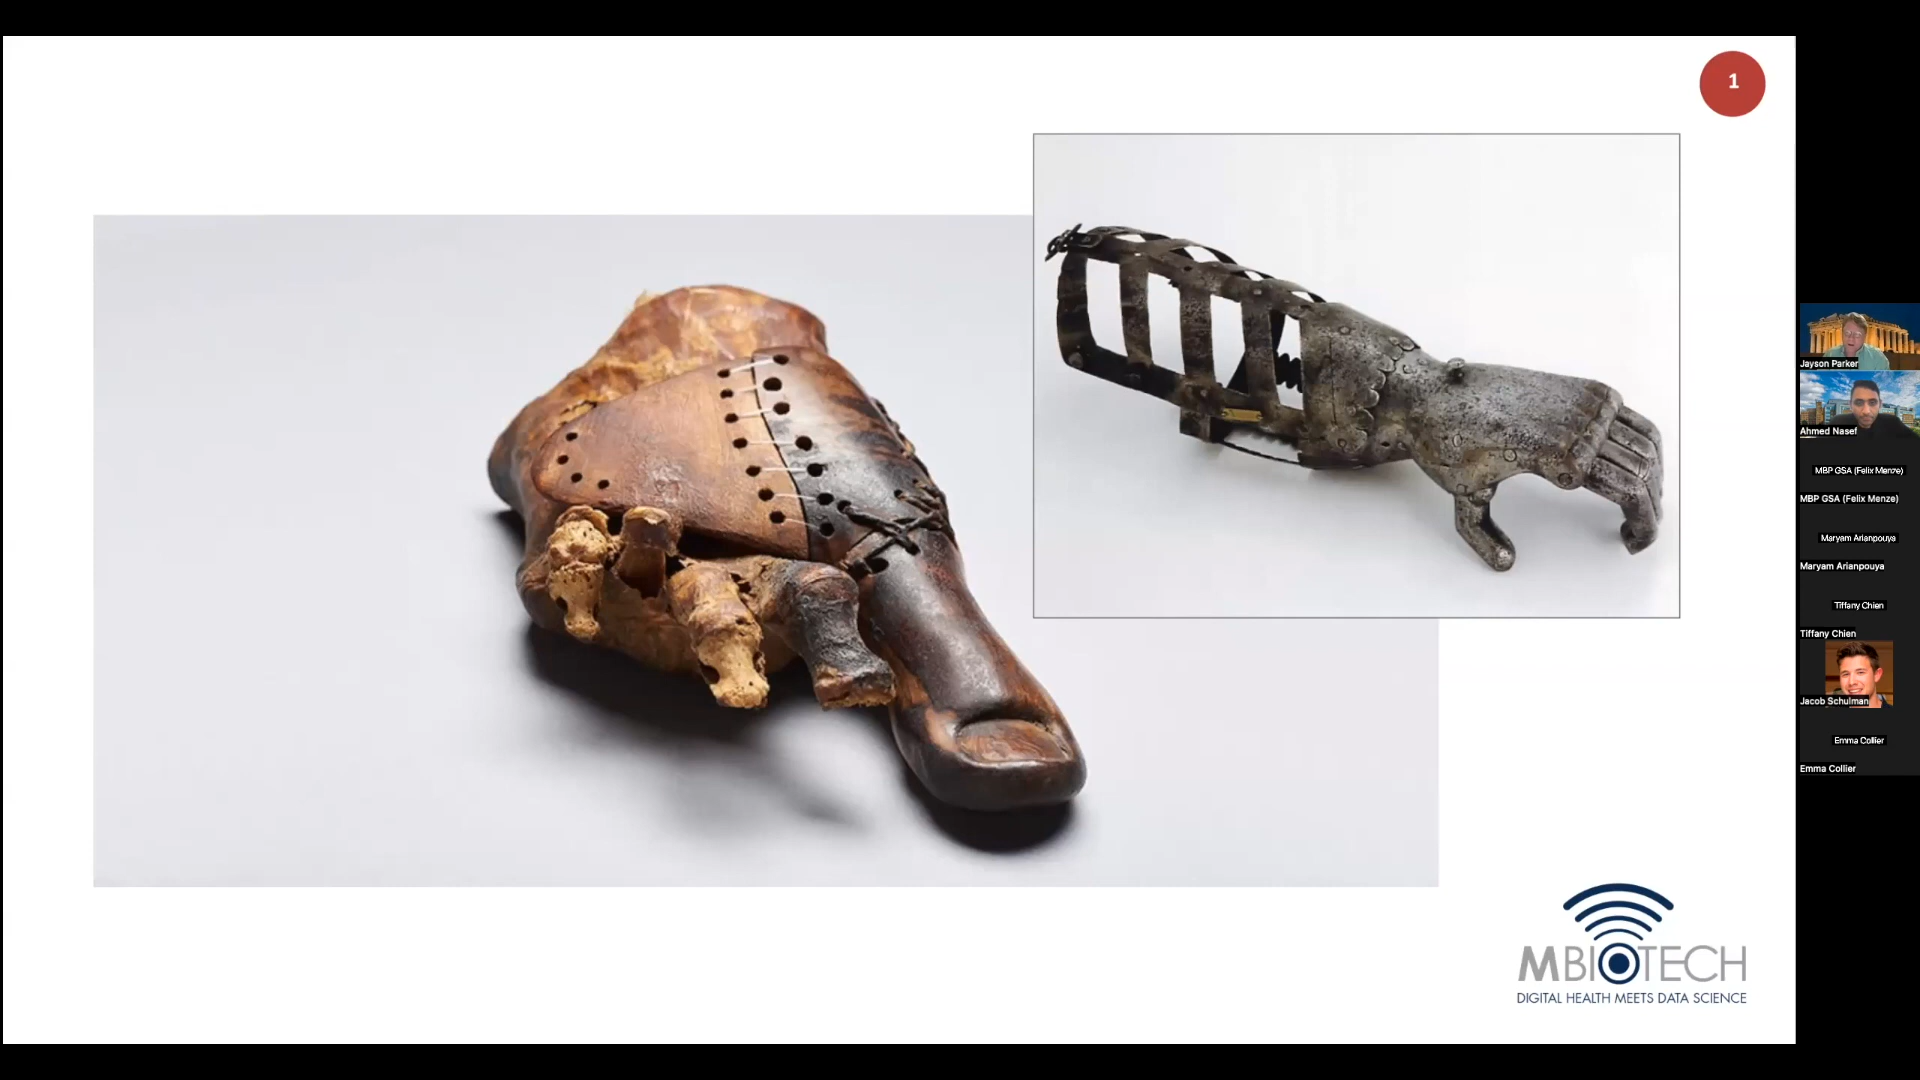 1
MBIOTECH
DIGITAL HEALTH MEETS DATA SCIENCE
Jayson Parker
Ahmed Nasef
MBP GSA (Felix Menze)
MBP GSA (Felix Menze)
Maryam Arianpouya
Maryam Arianpouya
Tiffany Chien
Tiffany Chien
Jacob Schulman
Emma Collier
Emma Collier